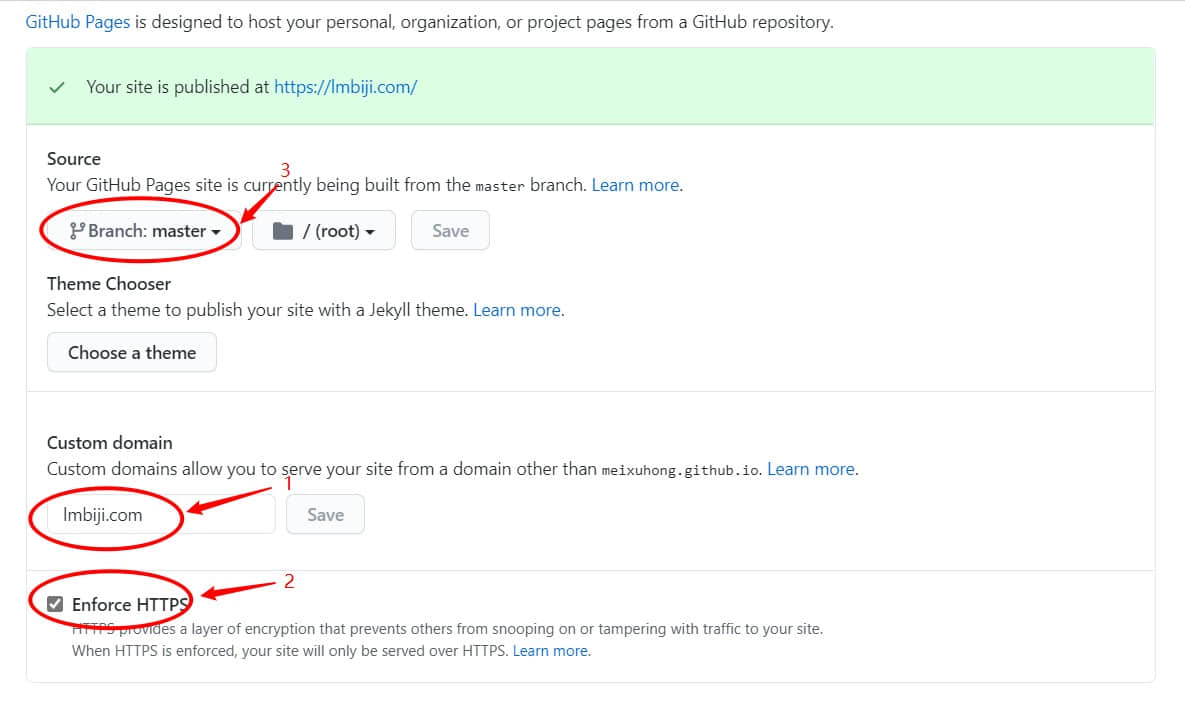 GitHub Pages is designed to host your personal, organization, or project pages from a GitHub repository.
Your site is published at https://lmbiji.com/
Source
3
Your GitHub Pages site is currently being built from the master branch. Learn more.
Branch: master / (root) Save
Theme Chooser
Select a theme to publish your site with a Jekyll theme. Learn more.
Choose a theme
Custom domain
Custom domains allow you to serve your site from a domain other than meixuhong.github.io. Learn more.
1
lmbiji.com Save
2
Enforce HTTPS
HTTPS provides a layer of encryption that prevents others from snooping on or tampering with traffic to your site.
When HTTPS is enforced, your site will only be served over HTTPS. Learn more.